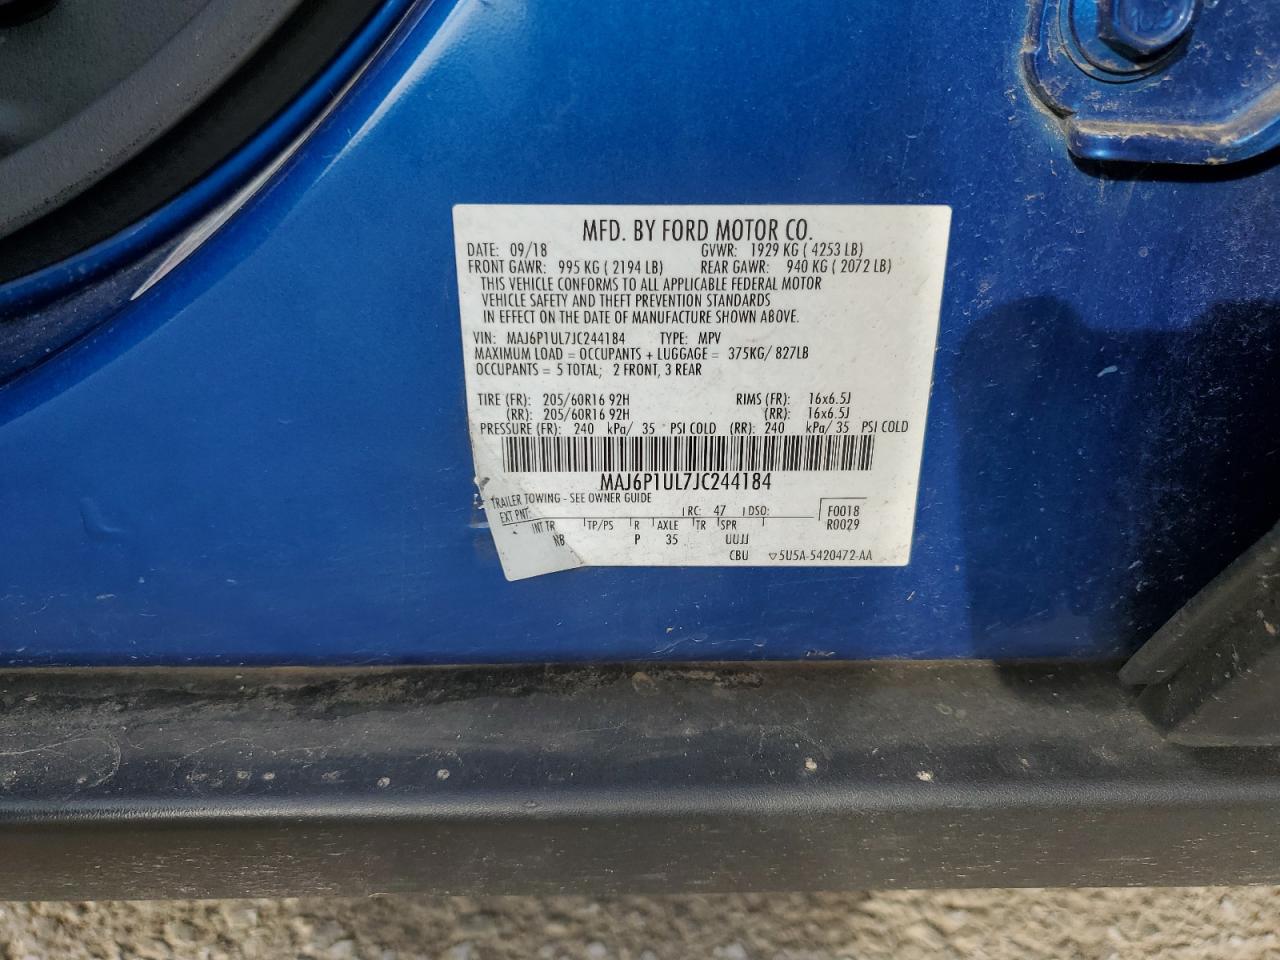 MFD. BY FORD MOTOR CO.
DATE: 09/18 GVWR: 1929 KG ( 4253 LB)
FRONT GAWR: 995 KG ( 2194 LB) REAR GAWR: 940 KG ( 2072 LB)
THIS VEHICLE CONFORMS TO ALL APPLICABLE FEDERAL MOTOR
VEHICLE SAFETY AND THEFT PREVENTION STANDARDS
IN EFFECT ON THE DATE OF MANUFACTURE SHOWN ABOVE.
VIN: MAJ6P1UL7JC244184 TYPE: MPV
MAXIMUM LOAD = OCCUPANTS + LUGGAGE = 375KG/ 827LB
OCCUPANTS = 5 TOTAL; 2 FRONT, 3 REAR
TIRE (FR): 205/60R16 92H RIMS (FR): 16x6.5J
(RR): 205/60R16 92H (RR): 16x6.5J
PRESSURE (FR): 240 kPa/ 35 PSI COLD (RR): 240 kPa/ 35 PSI COLD
MAJ6P1UL7JC244184
TRAILER TOWING - SEE OWNER GUIDE
EXT PNT: RC: 47 DSO: F0018
R0029
INT TR TP/PS R AXLE TR SPR
NB P 35 UUJJ
CBU 5U5A-5420472-AA